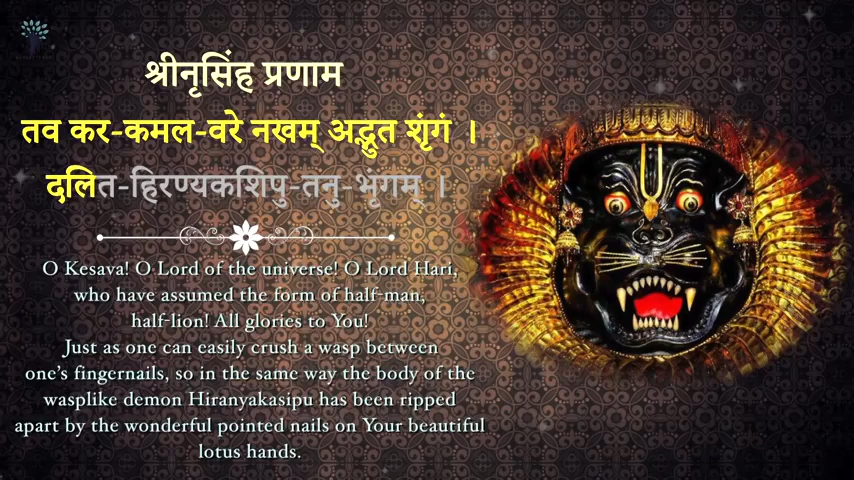 श्रीनृसिंह प्रणाम
तव कर-कमल-वरे नखम् अद्भुत शृंगं ।
दलित-हिरण्यकशिपु-तनु-भृंगम् ।
O Kesava! O Lord of the universe! O Lord Hari,
who have assumed the form of half-man,
half-lion! All glories to You!
Just as one can easily crush a wasp between
one’s fingernails, so in the same way the body of the
wasplike demon Hiranyakasipu has been ripped
apart by the wonderful pointed nails on Your beautiful
lotus hands.